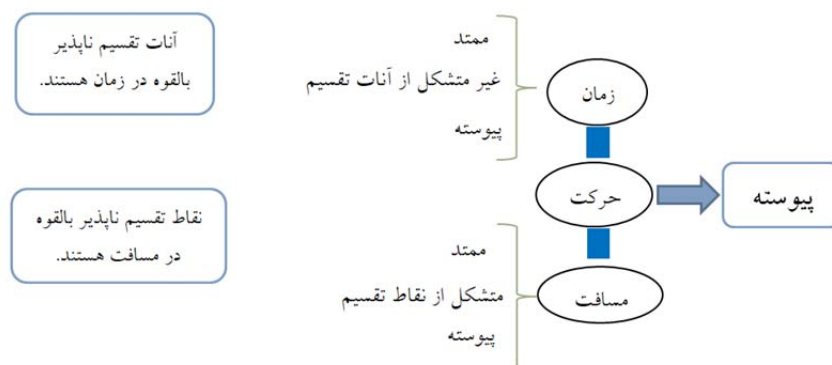 آنات تقسیم ناپذیر
بالقوه در زمان هستند.
ممتد
غیر متشکل از آنات تقسیم
پیوسته
زمان
حرکت
پیوسته
نقاط تقسیم ناپذیر بالقوه
در مسافت هستند.
ممتد
متشکل از نقاط تقسیم
پیوسته
مسافت